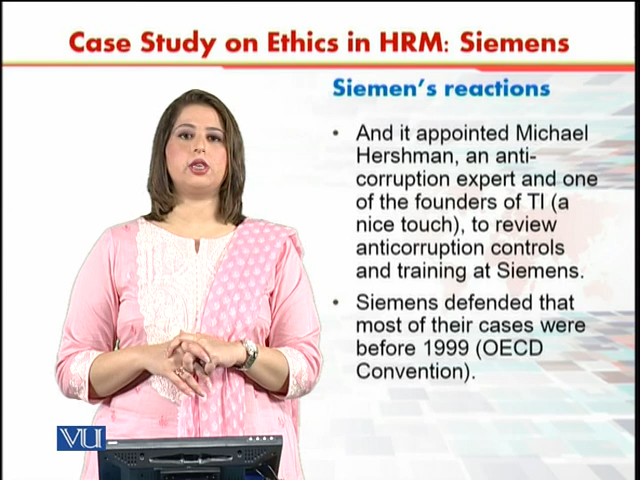 Case Study on Ethics in HRM: Siemens
Siemen's reactions
• And it appointed Michael
Hershman, an anti-
corruption expert and one
of the founders of TI (a
nice touch), to review
anticorruption controls
and training at Siemens.
• Siemens defended that
most of their cases were
before 1999 (OECD
Convention).
VU